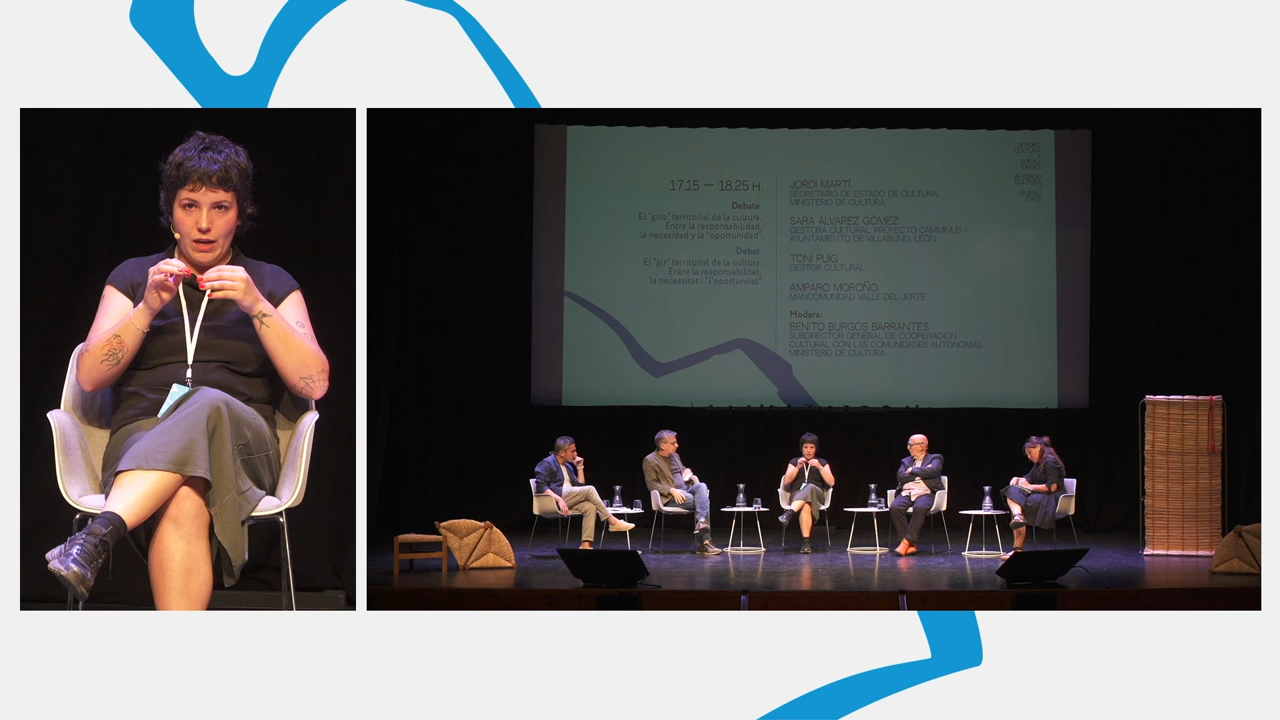 17.15 — 18.25 H.
Debate.
El "giro" territorial de la cultura.
Entre la responsabilidad,
la necesidad y la "oportunidad".
Debat.
El "gir" territorial de la cultura.
Entre la responsabilitat,
la necessitat i "l'oportunitat".
JORDI MARTÍ
SECRETARIO DE ESTADO DE CULTURA.
MINISTERIO DE CULTURA
SARA ÁLVAREZ GÓMEZ
GESTORA CULTURAL, PROYECTO CAMMINUS –
AYUNTAMIENTO DE VILLABLINO, LEÓN
TONI PUIG
GESTOR CULTURAL
AMPARO MOROÑO
MANCOMUNIDAD VALLE DEL JERTE
Modera:
BENITO BURGOS BARRANTES
SUBDIRECTOR GENERAL DE COOPERACIÓN
CULTURAL CON LAS COMUNIDADES AUTÓNOMAS.
MINISTERIO DE CULTURA